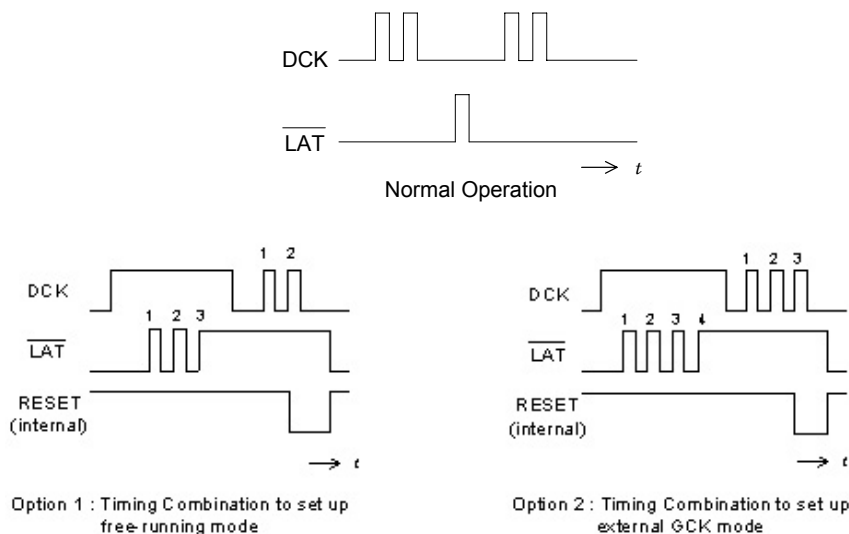 DCK
LAT
t
Normal Operation
1 2
DCK
1 2 3
LAT
RESET
(internal)
t
Option 1 : Timing Combination to set up
free-running mode
1 2 3
DCK
1 2 3 4
LAT
RESET
(internal)
t
Option 2 : Timing Combination to set up
external GCK mode